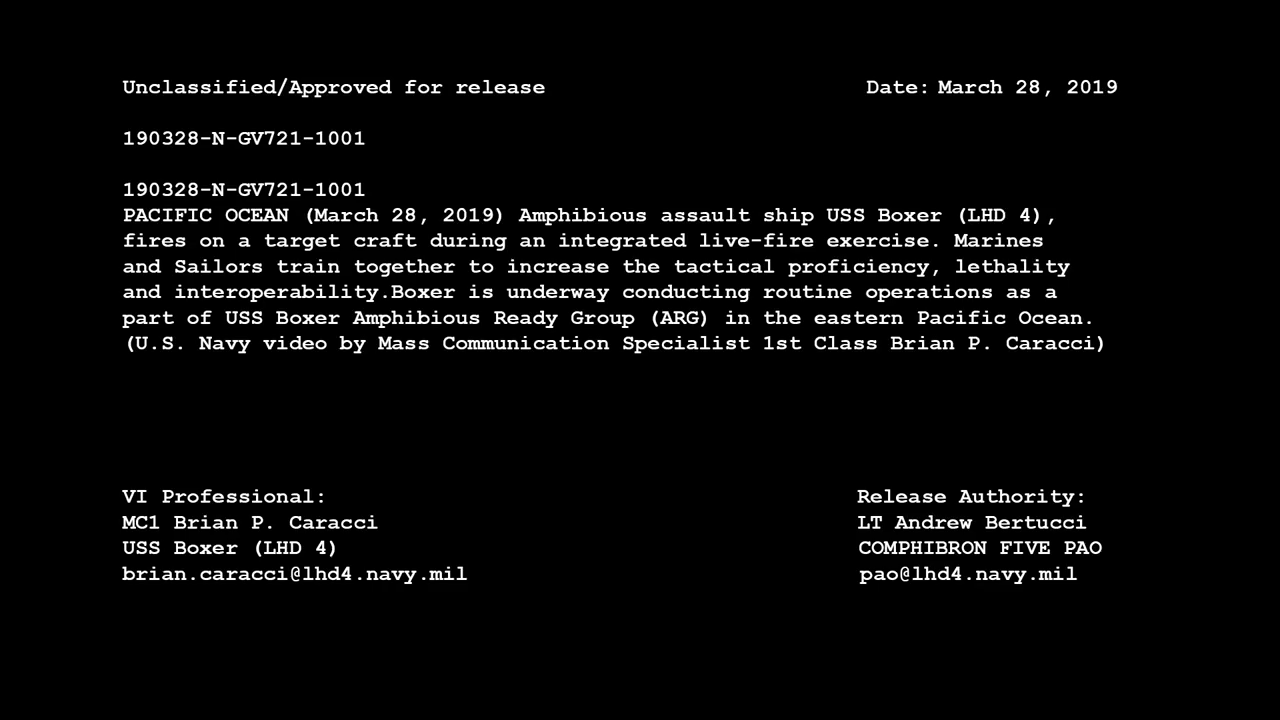 Unclassified/Approved for release Date: March 28, 2019
190328-N-GV721-1001
190328-N-GV721-1001
PACIFIC OCEAN (March 28, 2019) Amphibious assault ship USS Boxer (LHD 4),
fires on a target craft during an integrated live-fire exercise. Marines
and Sailors train together to increase the tactical proficiency, lethality
and interoperability.Boxer is underway conducting routine operations as a
part of USS Boxer Amphibious Ready Group (ARG) in the eastern Pacific Ocean.
(U.S. Navy video by Mass Communication Specialist 1st Class Brian P. Caracci)
VI Professional:
MC1 Brian P. Caracci
USS Boxer (LHD 4)
brian.caracci@lhd4.navy.mil
Release Authority:
LT Andrew Bertucci
COMPHIBRON FIVE PAO
pao@lhd4.navy.mil